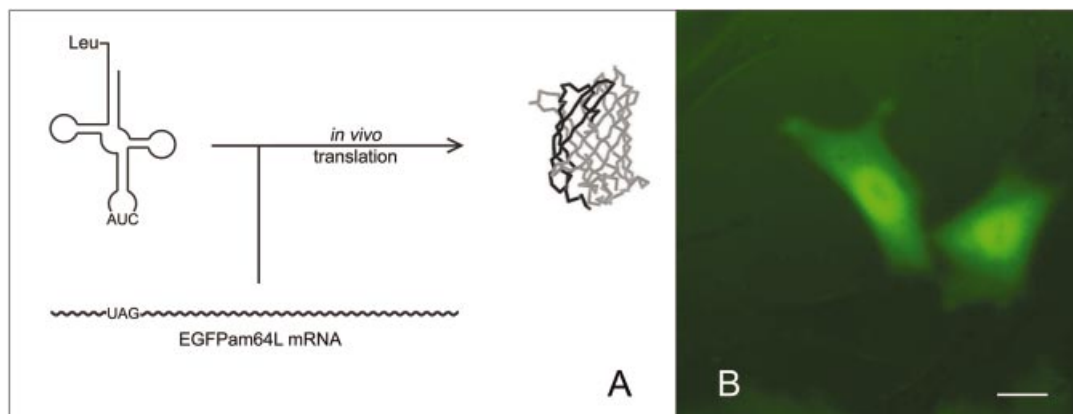 Leu
AUC
in vivo
translation
UAG
EGFPam64L mRNA
A
B